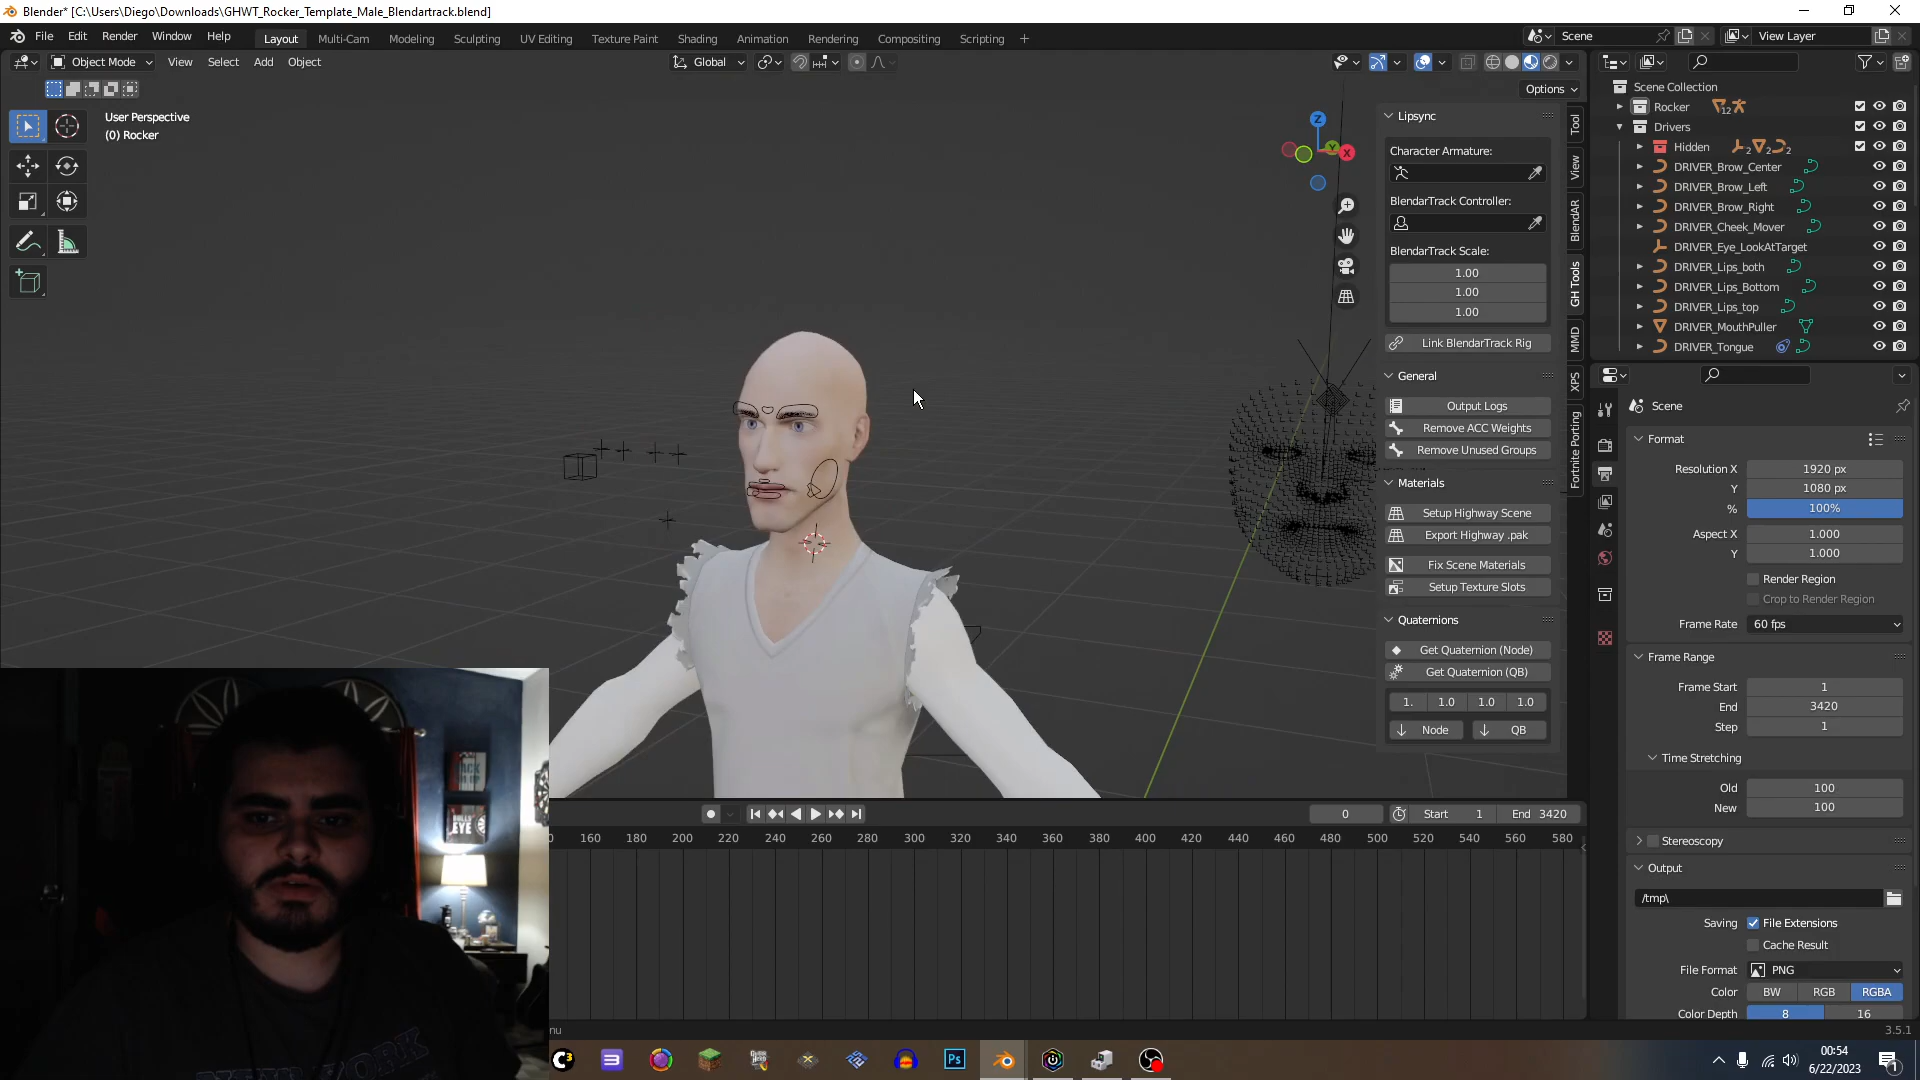 Blender* [C:\Users\Diego\Downloads\GHWT_Rocker_Template_Male_Blendartrack.blend]
File Edit Render Window Help
Layout Multi-Cam Modeling Sculpting UV Editing Texture Paint Shading Animation Rendering Compositing Scripting +
Scene
View Layer
Object Mode View Select Add Object
Global
Options
User Perspective
(0) Rocker
Z
Y
X
Lipsync
Character Armature:
BlendarTrack Controller:
BlendarTrack Scale:
1.00
1.00
1.00
Link BlendarTrack Rig
General
Output Logs
Remove ACC Weights
Remove Unused Groups
Materials
Setup Highway Scene
Export Highway .pak
Fix Scene Materials
Setup Texture Slots
Quaternions
Get Quaternion (Node)
Get Quaternion (QB)
1. 1.0 1.0 1.0
Node QB
Tool
View
BlendAR
GH Tools
MMD
XPS
Fortnite Porting
Scene Collection
Rocker 12
Drivers
Hidden 2 2 2
DRIVER_Brow_Center
DRIVER_Brow_Left
DRIVER_Brow_Right
DRIVER_Cheek_Mover
DRIVER_Eye_LookAtTarget
DRIVER_Lips_both
DRIVER_Lips_Bottom
DRIVER_Lips_top
DRIVER_MouthPuller
DRIVER_Tongue
Scene
Format
Resolution X 1920 px
Y 1080 px
% 100%
Aspect X 1.000
Y 1.000
Render Region
Crop to Render Region
Frame Rate 60 fps
Frame Range
Frame Start 1
End 3420
Step 1
Time Stretching
Old 100
New 100
Stereoscopy
Output
/tmp\
Saving File Extensions
Cache Result
File Format PNG
Color BW RGB RGBA
Color Depth 8 16
0 Start 1 End 3420
0 160 180 200 220 240 260 280 300 320 340 360 380 400 420 440 460 480 500 520 540 560 580
nu
3.5.1
BULLS
EYE
Ps
00:54
6/22/2023
1